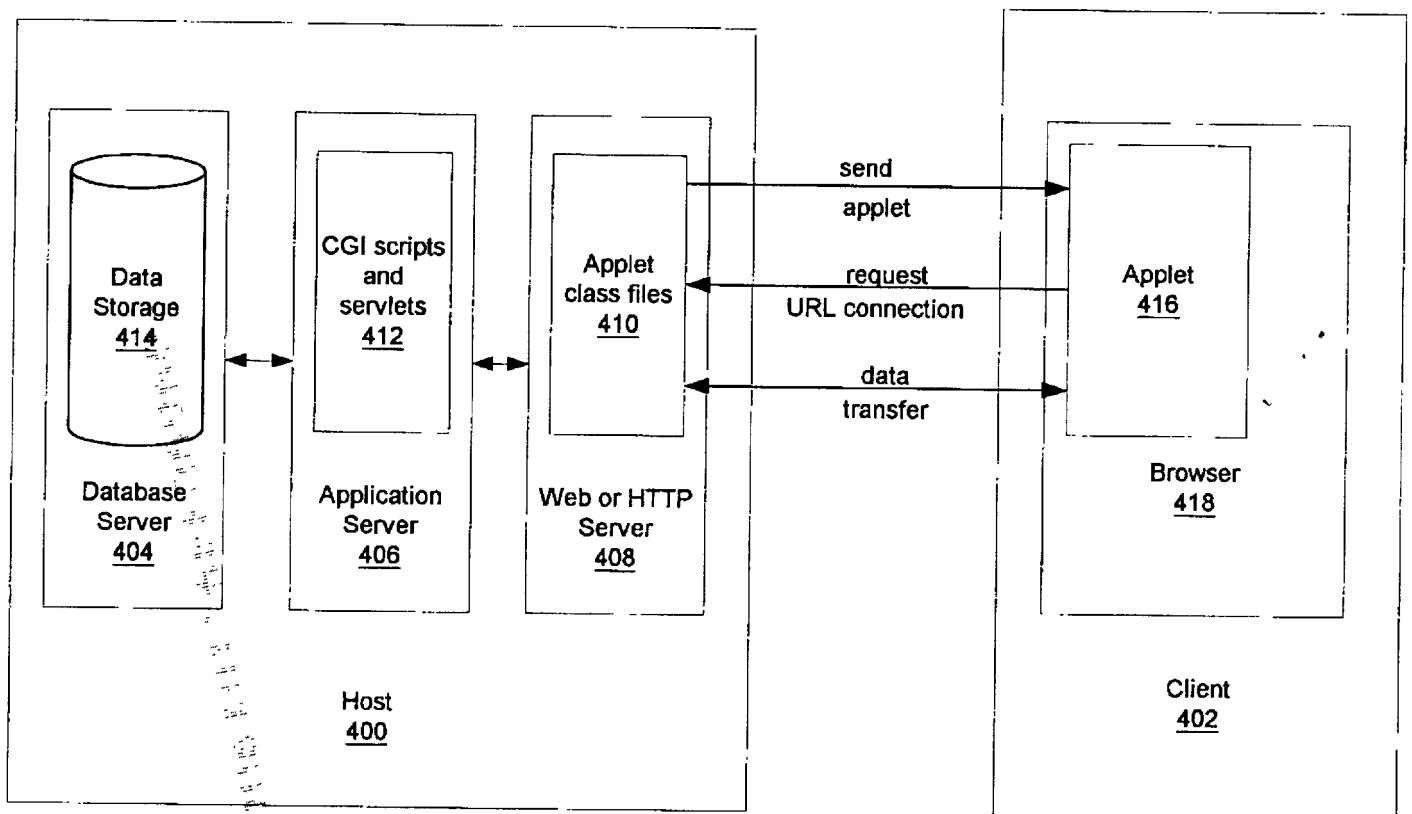 Data
Storage
414
Database
Server
404
CGI scripts
and
servlets
412
Application
Server
406
Applet
class files
410
Web or HTTP
Server
408
Host
400
send
applet
request
URL connection
data
transfer
Applet
416
Browser
418
Client
402